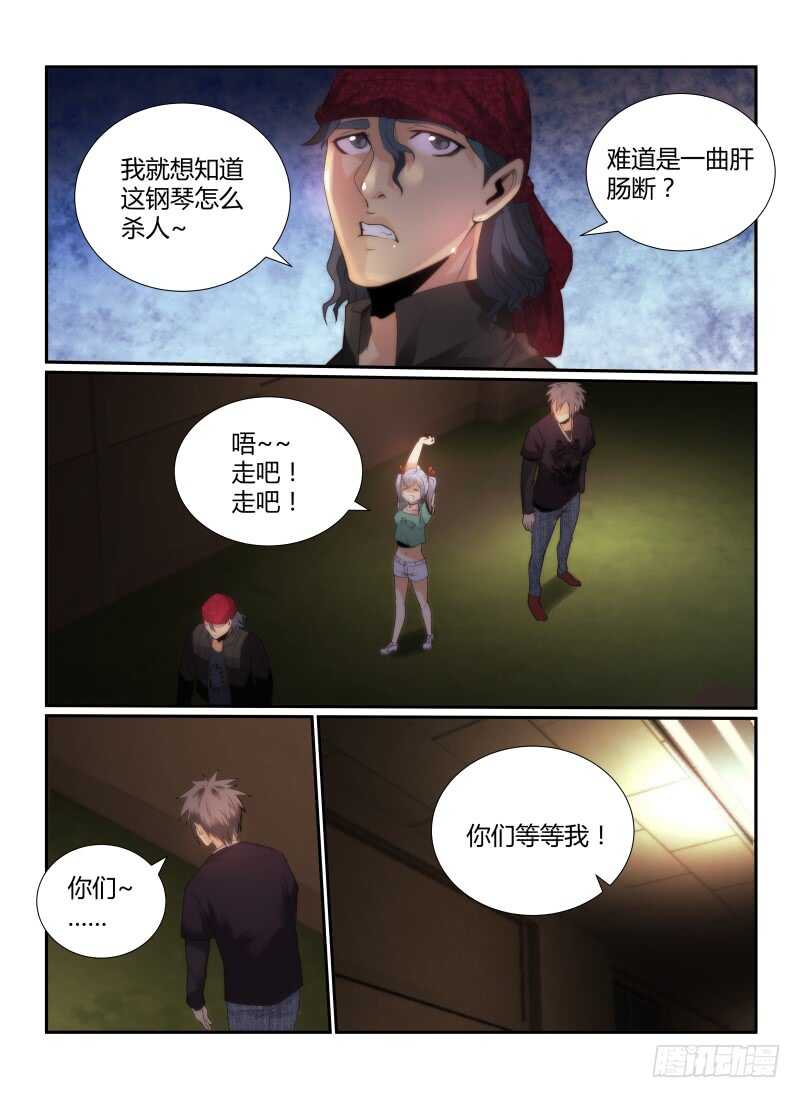 我就想知道
这钢琴怎么
杀人~
难道是一曲肝
肠断？
唔~~
走吧！
走吧！
你们~
……
你们等等我！
腾讯动漫